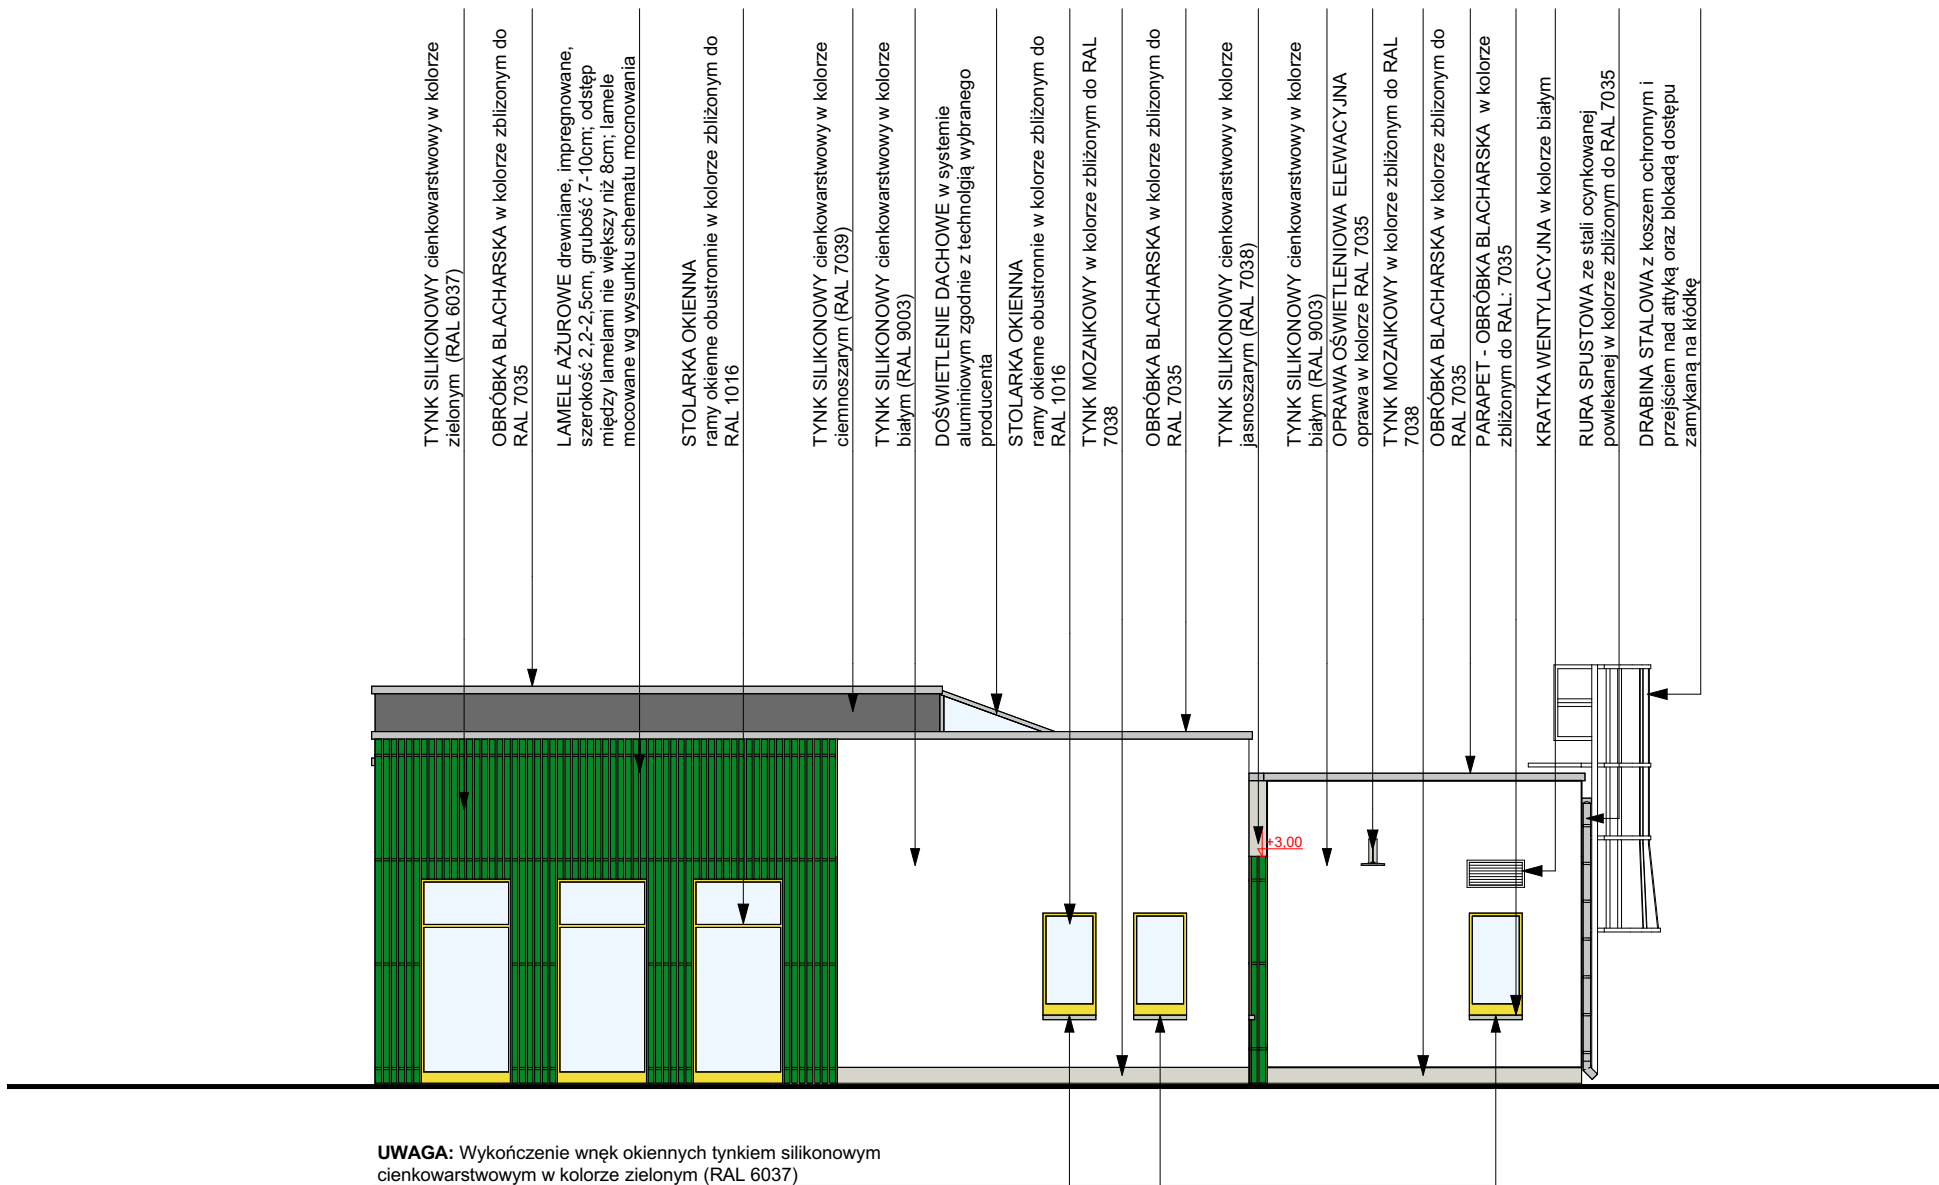 TYNK SILIKONOWY cienkowarstwowy w kolorze
zielonym (RAL 6037)
OBRÓBKA BLACHARSKA w kolorze zblizonym do
RAL 7035
LAMELE AŻUROWE drewniane, impregnowane,
szerokość 2,2-2,5cm, grubość 7-10cm; odstęp
między lamelami nie większy niż 8cm; lamele
mocowane wg wysunku schematu mocnowania
STOLARKA OKIENNA
ramy okienne obustronnie w kolorze zbliżonym do
RAL 1016
TYNK SILIKONOWY cienkowarstwowy w kolorze
ciemnoszarym (RAL 7039)
TYNK SILIKONOWY cienkowarstwowy w kolorze
białym (RAL 9003)
DOŚWIETLENIE DACHOWE w systemie
aluminiowym zgodnie z technolgią wybranego
producenta
STOLARKA OKIENNA
ramy okienne obustronnie w kolorze zbliżonym do
RAL 1016
TYNK MOZAIKOWY w kolorze zbliżonym do RAL
7038
OBRÓBKA BLACHARSKA w kolorze zblizonym do
RAL 7035
TYNK SILIKONOWY cienkowarstwowy w kolorze
jasnoszarym (RAL 7038)
TYNK SILIKONOWY cienkowarstwowy w kolorze
białym (RAL 9003)
OPRAWA OŚWIETLENIOWA ELEWACYJNA
oprawa w kolorze RAL 7035
TYNK MOZAIKOWY w kolorze zbliżonym do RAL
7038
OBRÓBKA BLACHARSKA w kolorze zblizonym do
RAL 7035
PARAPET - OBRÓBKA BLACHARSKA w kolorze
zbliżonym do RAL: 7035
KRATKA WENTYLACYJNA w kolorze białym
RURA SPUSTOWA ze stali ocynkowanej
powlekanej w kolorze zbliżonym do RAL 7035
DRABINA STALOWA z koszem ochronnym i
przejściem nad attyką oraz blokadą dostępu
zamykaną na kłódkę
+3.00
UWAGA: Wykończenie wnęk okiennych tynkiem silikonowym
cienkowarstwowym w kolorze zielonym (RAL 6037)